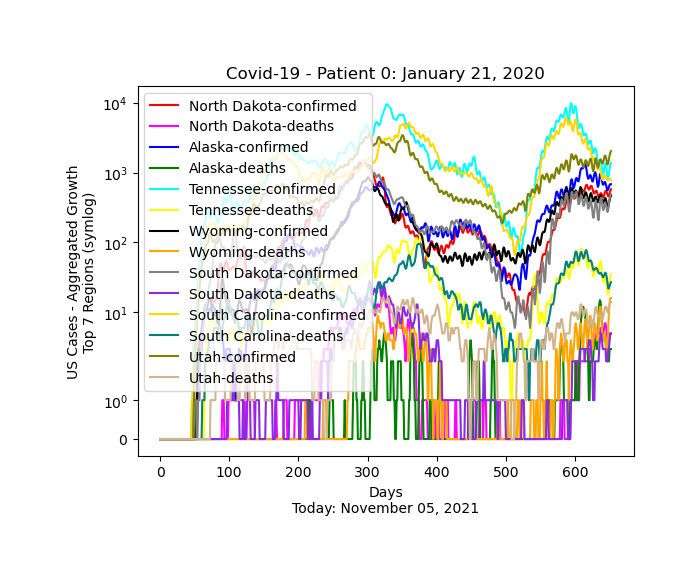 Covid-19 - Patient 0: January 21, 2020
US Cases - Aggregated Growth
Top 7 Regions (symlog)
10^4
10^3
10^2
10^1
10^0
0
North Dakota-confirmed
North Dakota-deaths
Alaska-confirmed
Alaska-deaths
Tennessee-confirmed
Tennessee-deaths
Wyoming-confirmed
Wyoming-deaths
South Dakota-confirmed
South Dakota-deaths
South Carolina-confirmed
South Carolina-deaths
Utah-confirmed
Utah-deaths
0 100 200 300 400 500 600
Days
Today: November 05, 2021